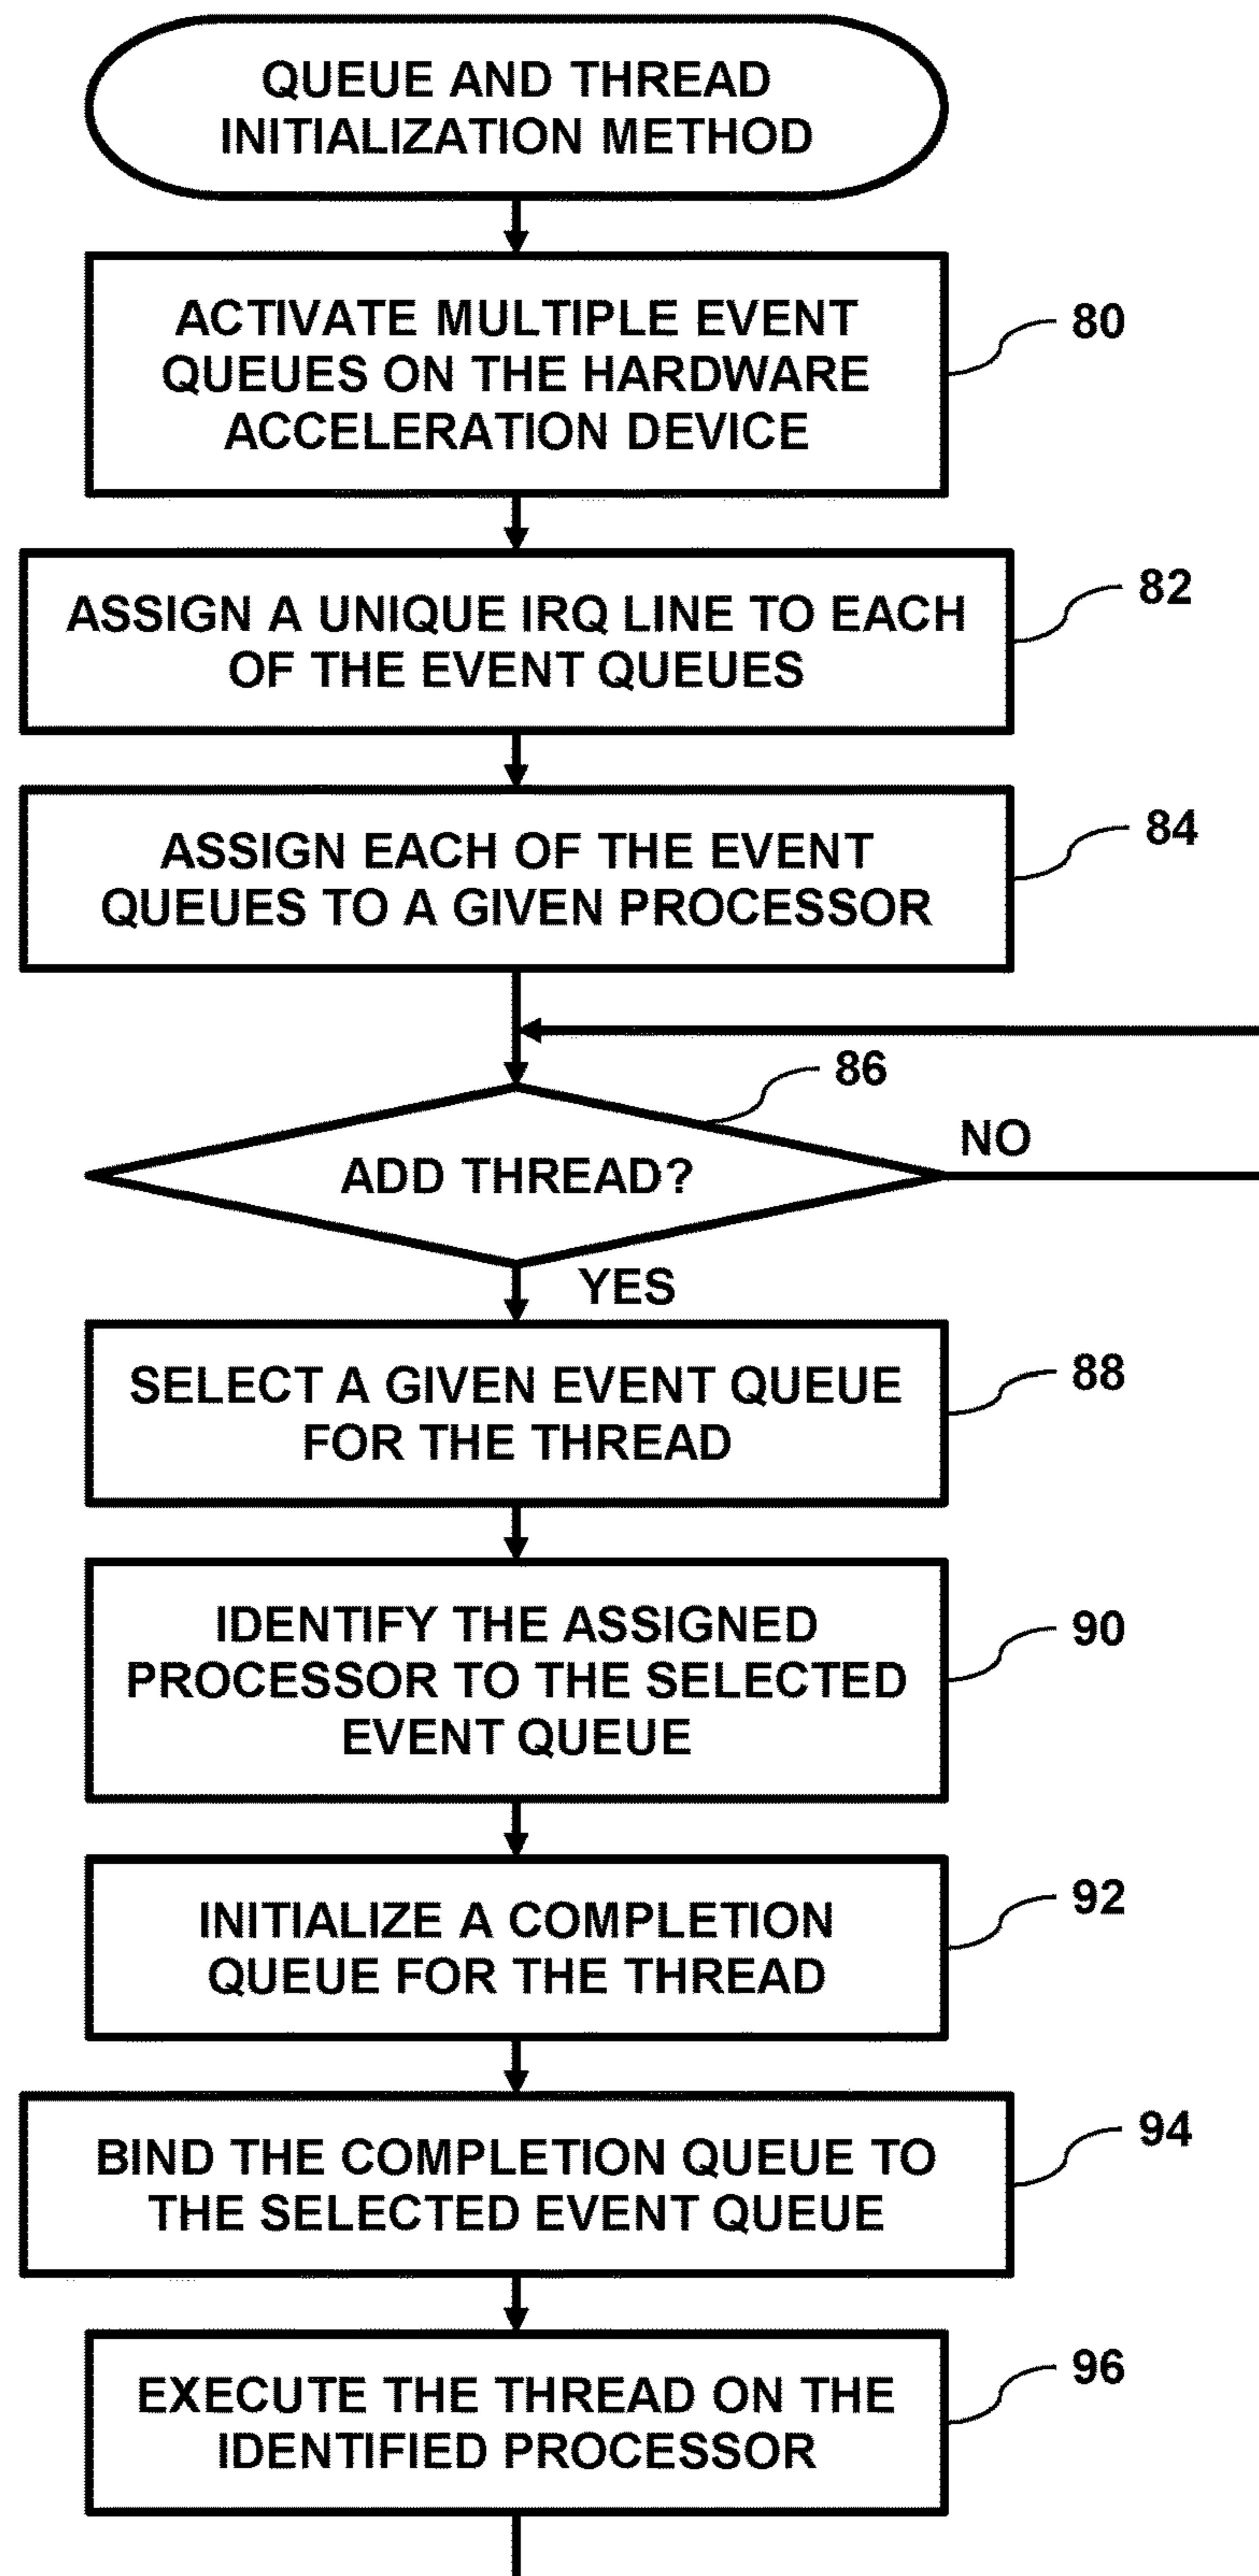 QUEUE AND THREAD
INITIALIZATION METHOD
ACTIVATE MULTIPLE EVENT
QUEUES ON THE HARDWARE
ACCELERATION DEVICE
80
ASSIGN A UNIQUE IRQ LINE TO EACH
OF THE EVENT QUEUES
82
ASSIGN EACH OF THE EVENT
QUEUES TO A GIVEN PROCESSOR
84
86
ADD THREAD?
NO
YES
SELECT A GIVEN EVENT QUEUE
FOR THE THREAD
88
IDENTIFY THE ASSIGNED
PROCESSOR TO THE SELECTED
EVENT QUEUE
90
INITIALIZE A COMPLETION
QUEUE FOR THE THREAD
92
BIND THE COMPLETION QUEUE TO
THE SELECTED EVENT QUEUE
94
EXECUTE THE THREAD ON THE
IDENTIFIED PROCESSOR
96